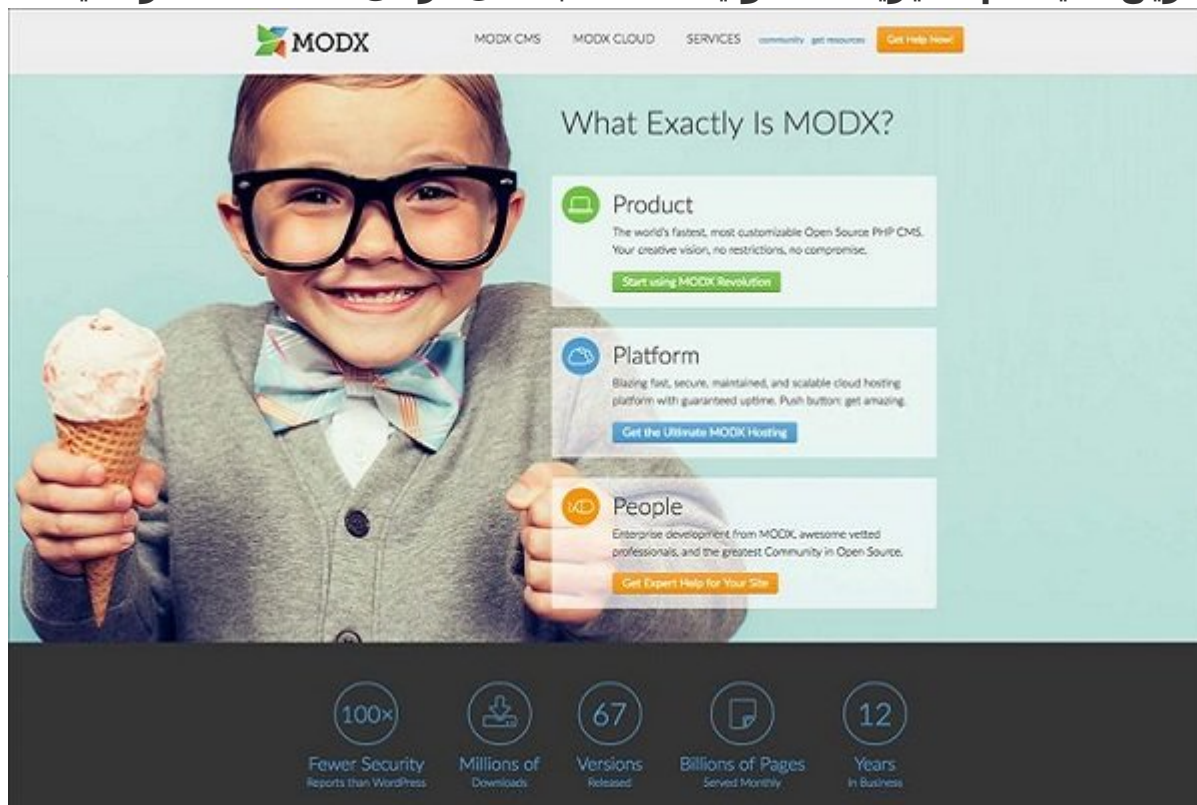 MODX
MODX CMS MODX CLOUD SERVICES community get resources Get Help Now!
What Exactly Is MODX?
Product
The world's fastest, most customizable Open Source PHP CMS.
Your creative vision, no restrictions, no compromise.
Start using MODX Revolution
Platform
Blazing fast, secure, maintained, and scalable cloud hosting
platform with guaranteed uptime. Push button: get amazing.
Get the Ultimate MODX Hosting
People
Enterprise development from MODX, awesome vetted
professionals, and the greatest Community in Open Source.
Get Expert Help for Your Site
100×
Fewer Security
Reports than WordPress
Millions of
Downloads
67
Versions
Released
Billions of Pages
Served Monthly
12
Years
In Business